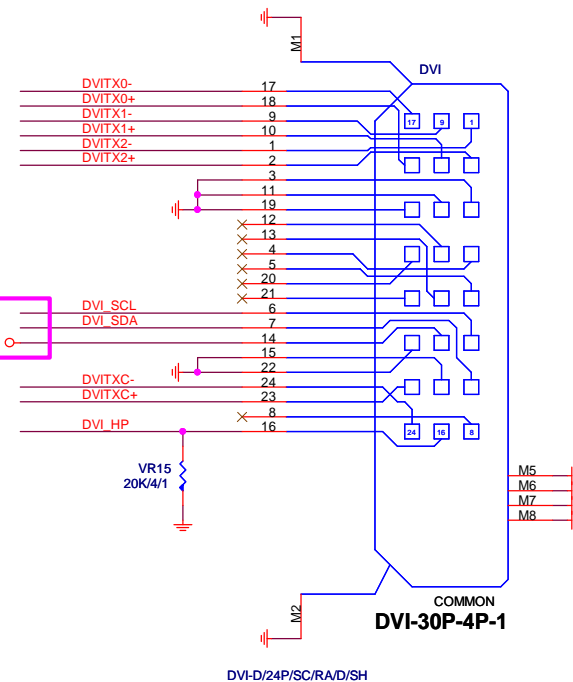 M1
DVI
DVITX0- 17
DVITX0+ 18
DVITX1- 9
DVITX1+ 10
DVITX2- 1
DVITX2+ 2
17 9 1
3
11
19
12
13
4
5
20
21
DVI_SCL 6
DVI_SDA 7
14
15
22
DVITXC- 24
DVITXC+ 23
8
DVI_HP 16
24 16 8
VR15
20K/4/1
M5
M6
M7
M8
M2
COMMON
DVI-30P-4P-1
DVI-D/24P/SC/RA/D/SH